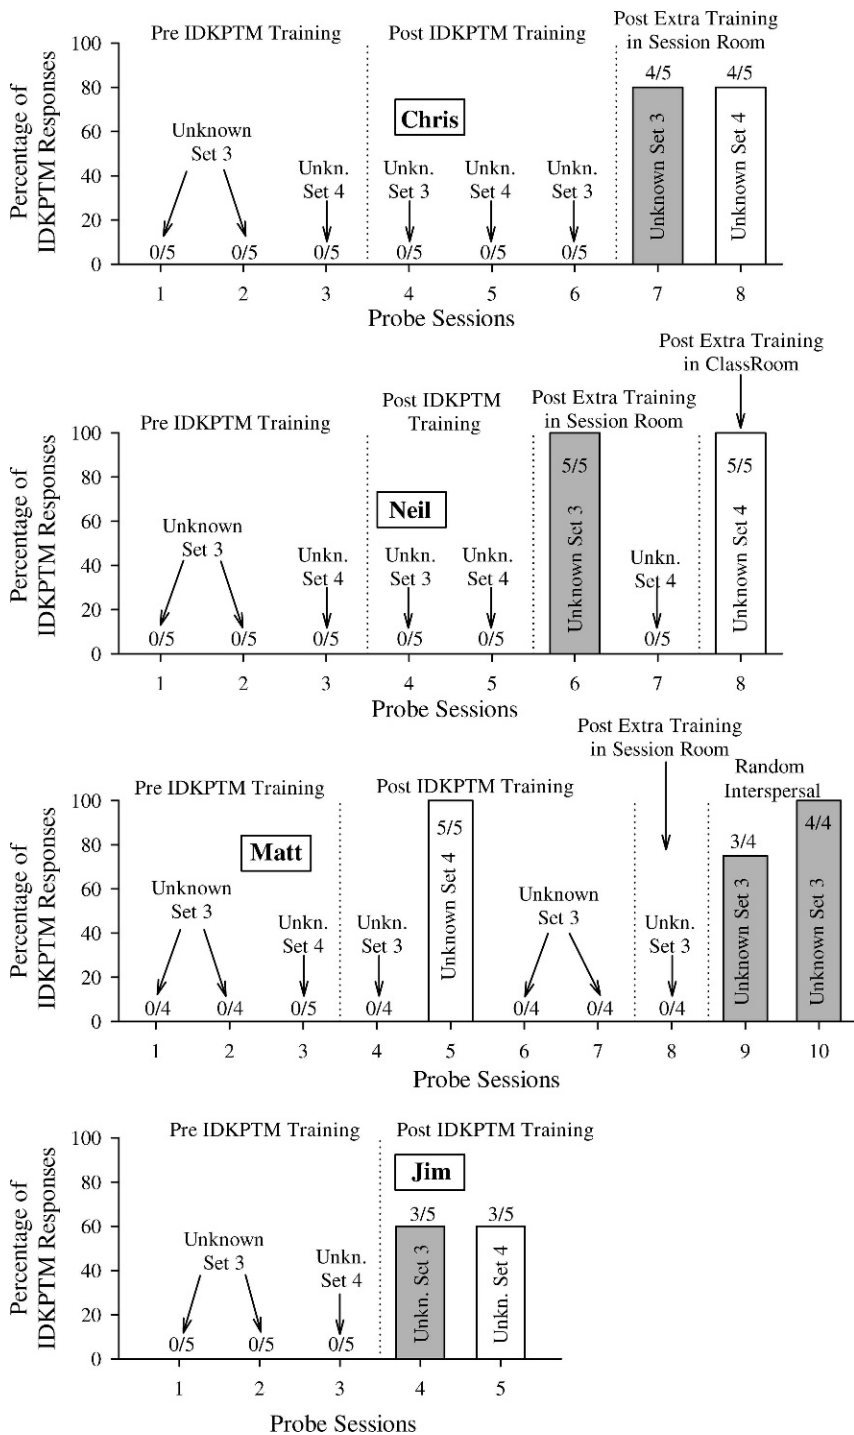 Pre IDKPTM Training
Post IDKPTM Training
Post Extra Training
in Session Room
Percentage of
IDKPTM Responses
100
80
60
40
20
0
Chris
Unknown
Set 3
Unkn.
Set 4
Unkn.
Set 3
Unkn.
Set 4
Unkn.
Set 3
4/5
4/5
Unknown Set 3
Unknown Set 4
0/5
0/5
0/5
0/5
0/5
0/5
1
2
3
4
5
6
7
8
Probe Sessions
Post Extra Training
in ClassRoom
Pre IDKPTM Training
Post IDKPTM
Training
Post Extra Training
in Session Room
Percentage of
IDKPTM Responses
100
80
60
40
20
0
Neil
Unknown
Set 3
Unkn.
Set 4
Unkn.
Set 3
Unkn.
Set 4
5/5
Unknown Set 3
Unkn.
Set 4
5/5
Unknown Set 4
0/5
0/5
0/5
0/5
0/5
0/5
1
2
3
4
5
6
7
8
Probe Sessions
Post Extra Training
in Session Room
Pre IDKPTM Training
Post IDKPTM Training
Random
Interspersal
Percentage of
IDKPTM Responses
100
80
60
40
20
0
Matt
Unknown
Set 3
Unkn.
Set 4
Unkn.
Set 3
5/5
Unknown Set 4
Unknown
Set 3
Unkn.
Set 3
3/4
Unknown Set 3
4/4
Unknown Set 3
0/4
0/4
0/5
0/4
0/4
0/4
0/4
1
2
3
4
5
6
7
8
9
10
Probe Sessions
Pre IDKPTM Training
Post IDKPTM Training
Percentage of
IDKPTM Responses
100
80
60
40
20
0
Jim
Unknown
Set 3
Unkn.
Set 4
3/5
3/5
Unkn. Set 3
Unkn. Set 4
0/5
0/5
0/5
1
2
3
4
5
Probe Sessions